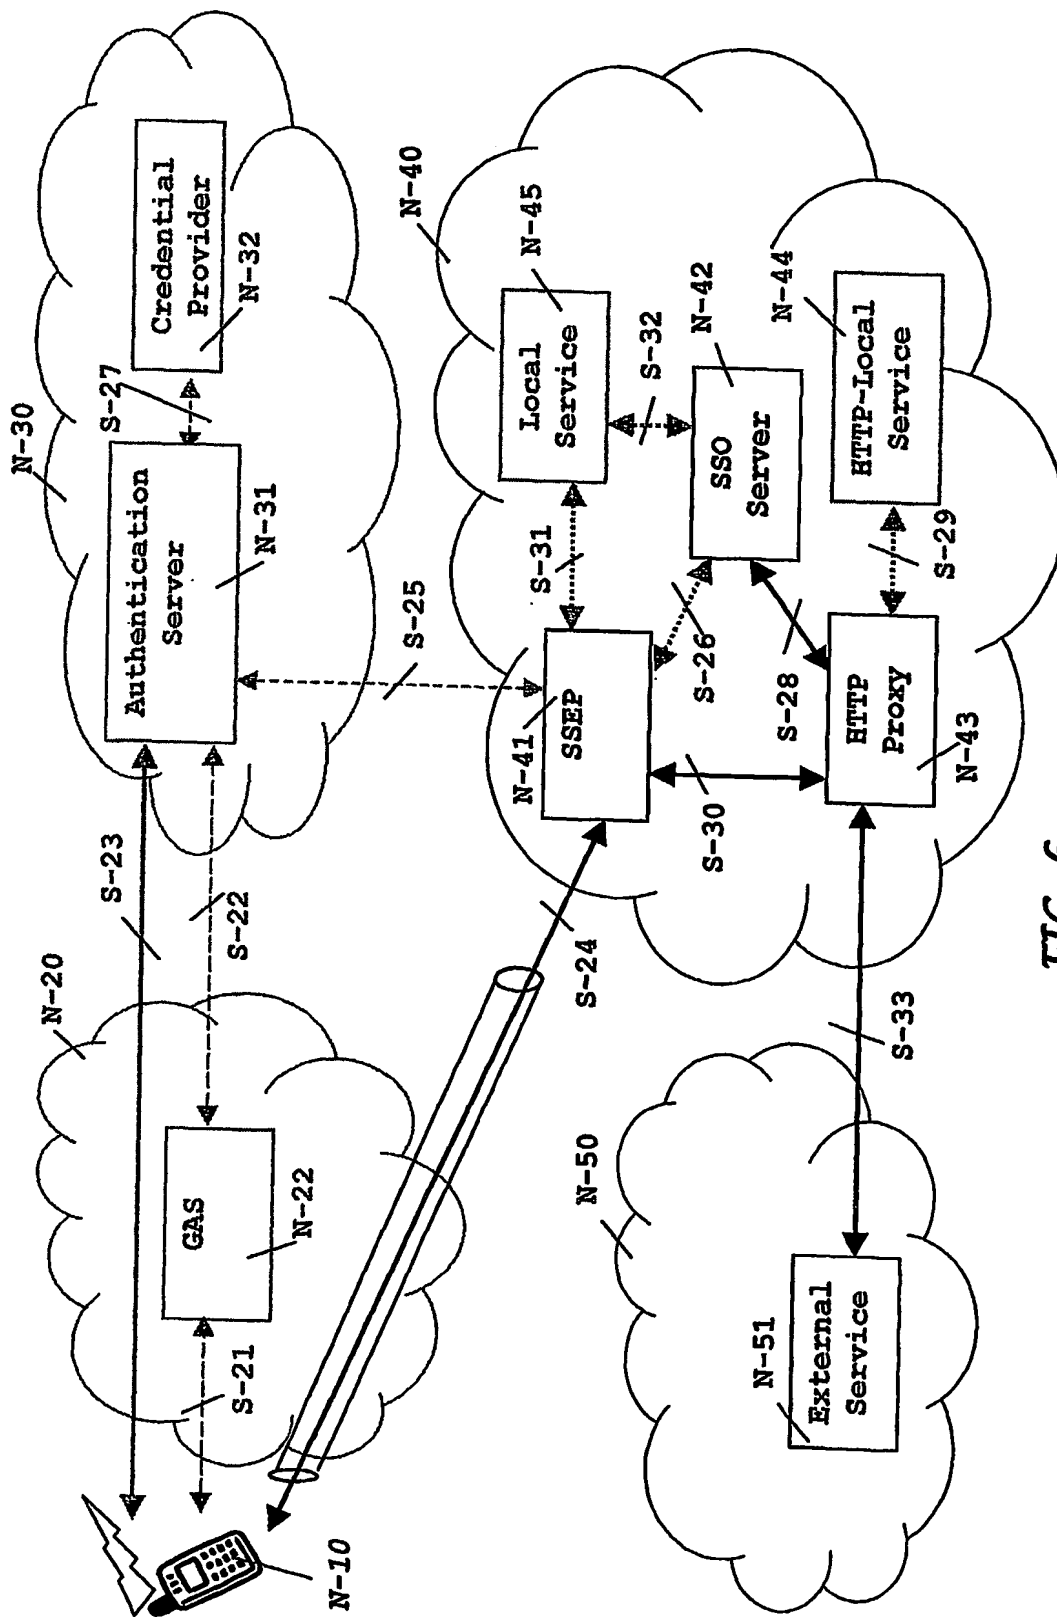 N-30
S-27
Credential
Provider
N-32
Authentication
Server
N-31
S-23
S-22
N-20
GAS
N-22
S-21
N-10
S-25
N-40
N-45
Local
Service
S-31
S-32
N-42
SSO
Server
N-41
SSEP
S-26
S-24
S-30
S-28
N-44
HTTP-Local
Service
S-29
HTTP
Proxy
N-43
S-33
N-50
N-51
External
Service